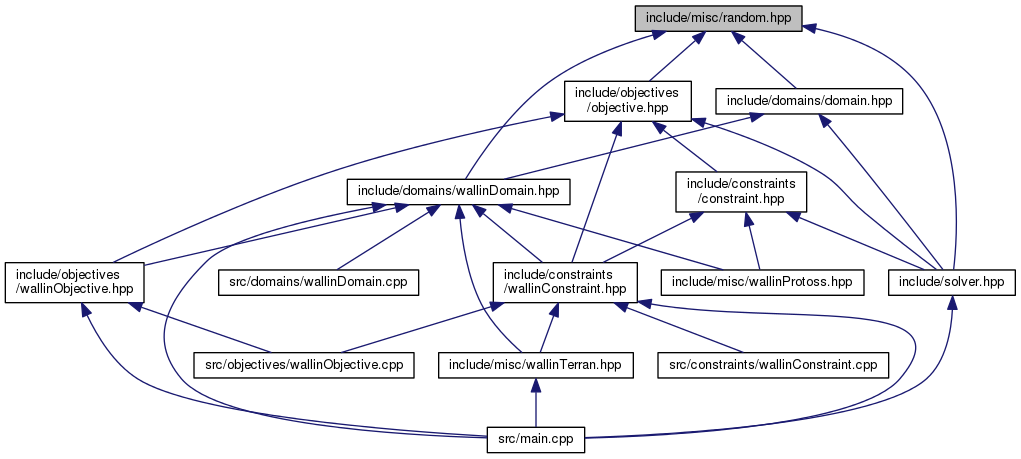 include/misc/random.hpp
include/objectives
/objective.hpp
include/domains/domain.hpp
include/domains/wallinDomain.hpp
include/constraints
/constraint.hpp
include/objectives
/wallinObjective.hpp
src/domains/wallinDomain.cpp
include/constraints
/wallinConstraint.hpp
include/misc/wallinProtoss.hpp
include/solver.hpp
src/objectives/wallinObjective.cpp
include/misc/wallinTerran.hpp
src/constraints/wallinConstraint.cpp
src/main.cpp